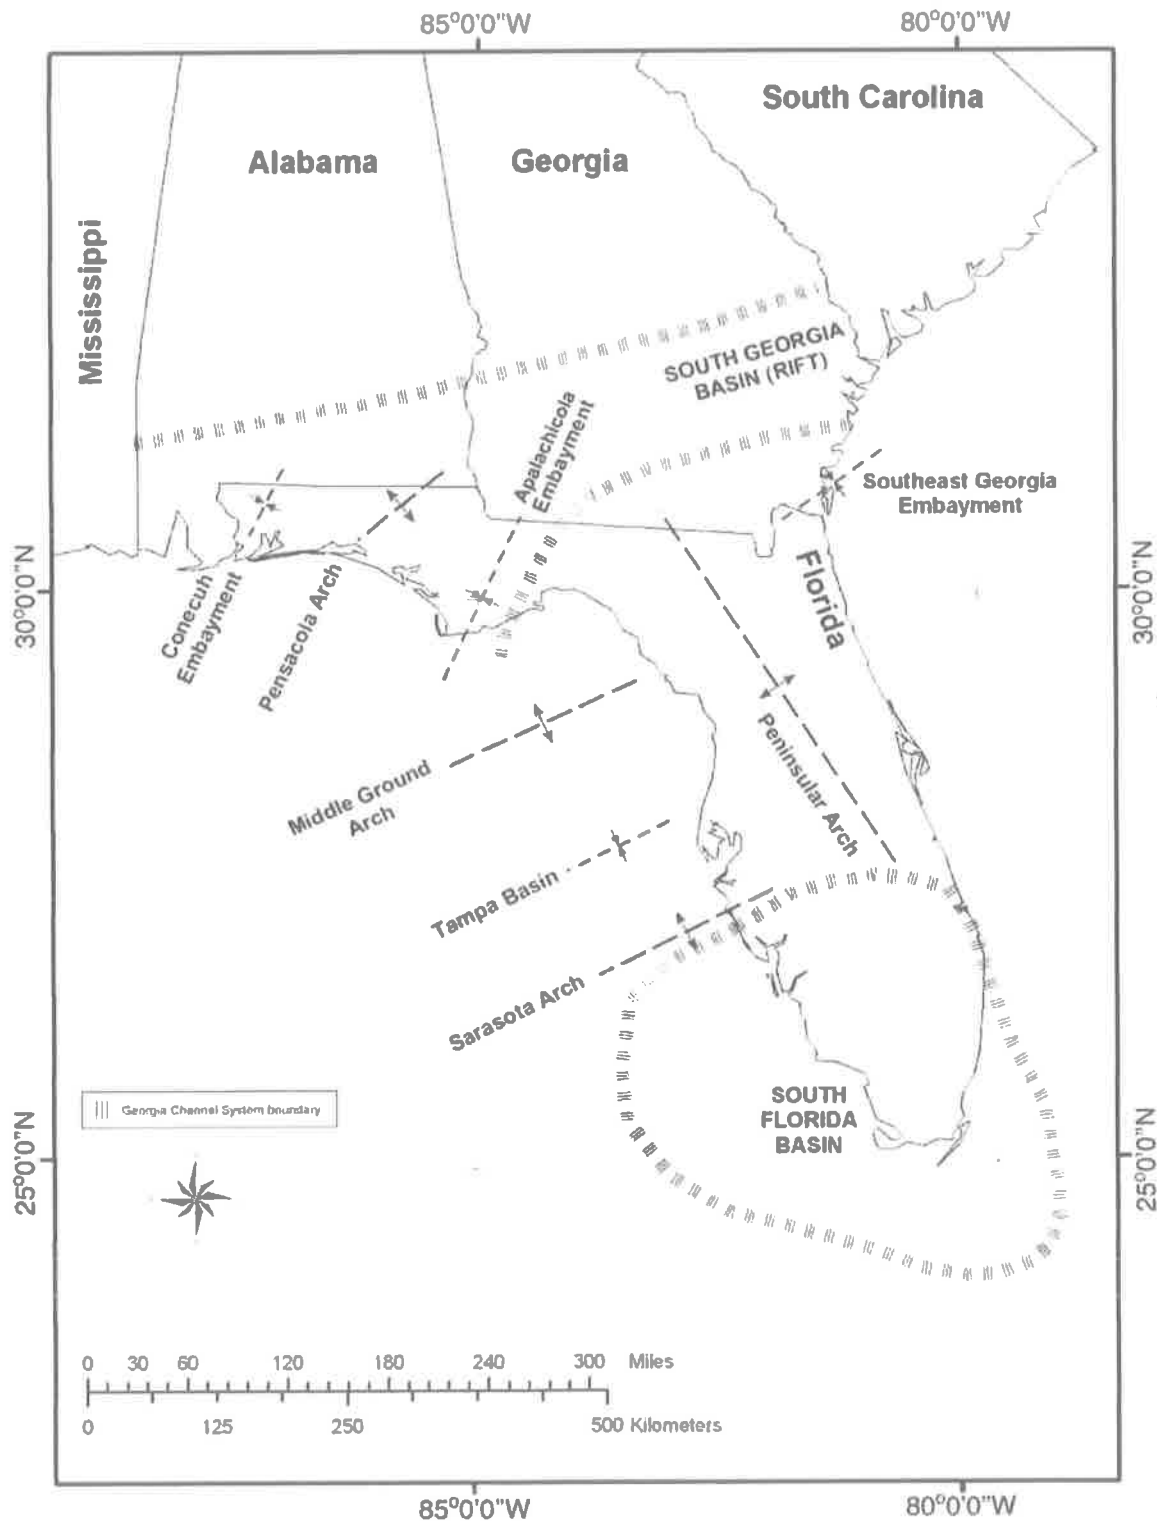 85°0'0"W
80°0'0"W
South Carolina
Alabama
Georgia
Mississippi
SOUTH GEORGIA
BASIN (RIFT)
Apalachicola
Embayment
Southeast Georgia
Embayment
30°0'0"N
30°0'0"N
Florida
Conecuh
Embayment
Pensacola Arch
Peninsular Arch
Middle Ground
Arch
Tampa Basin
Sarasota Arch
SOUTH
FLORIDA
BASIN
Georgia Channel System boundary
25°0'0"N
25°0'0"N
0 30 60 120 180 240 300 Miles
0 125 250 500 Kilometers
85°0'0"W
80°0'0"W